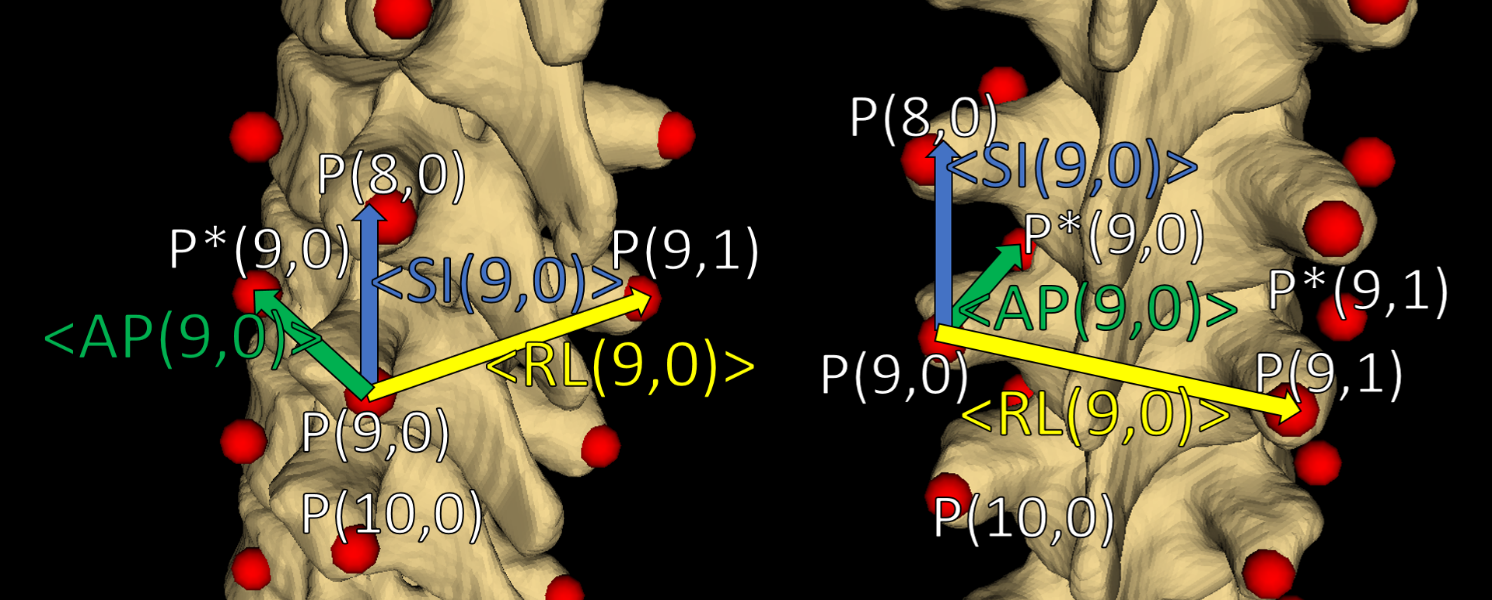 P(8,0)
P*(9,0)
<SI(9,0)>
P(9,1)
<AP(9,0)>
<RL(9,0)>
P(9,0)
P(10,0)
P(8,0)
<SI(9,0)>
P*(9,0)
<AP(9,0)>
P*(9,1)
P(9,0)
P(9,1)
<RL(9,0)>
P(10,0)